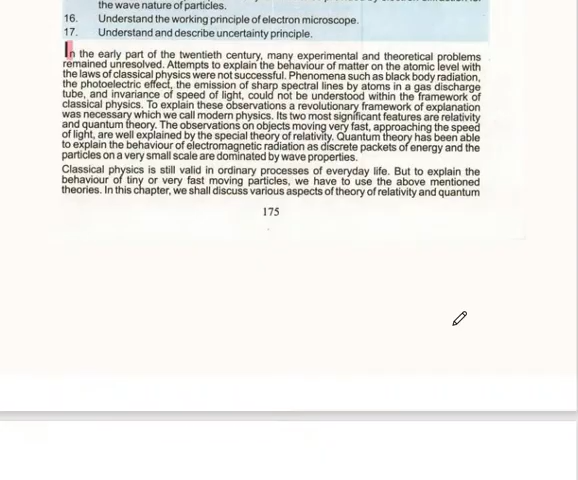 the wave nature of particles.
16. Understand the working principle of electron microscope.
17. Understand and describe uncertainty principle.
In the early part of the twentieth century, many experimental and theoretical problems
remained unresolved. Attempts to explain the behaviour of matter on the atomic level with
the laws of classical physics were not successful. Phenomena such as black body radiation,
the photoelectric effect, the emission of sharp spectral lines by atoms in a gas discharge
tube, and invariance of speed of light, could not be understood within the framework of
classical physics. To explain these observations a revolutionary framework of explanation
was necessary which we call modern physics. Its two most significant features are relativity
and quantum theory. The observations on objects moving very fast, approaching the speed
of light, are well explained by the special theory of relativity. Quantum theory has been able
to explain the behaviour of electromagnetic radiation as discrete packets of energy and the
particles on a very small scale are dominated by wave properties.
Classical physics is still valid in ordinary processes of everyday life. But to explain the
behaviour of tiny or very fast moving particles, we have to use the above mentioned
theories. In this chapter, we shall discuss various aspects of theory of relativity and quantum
175